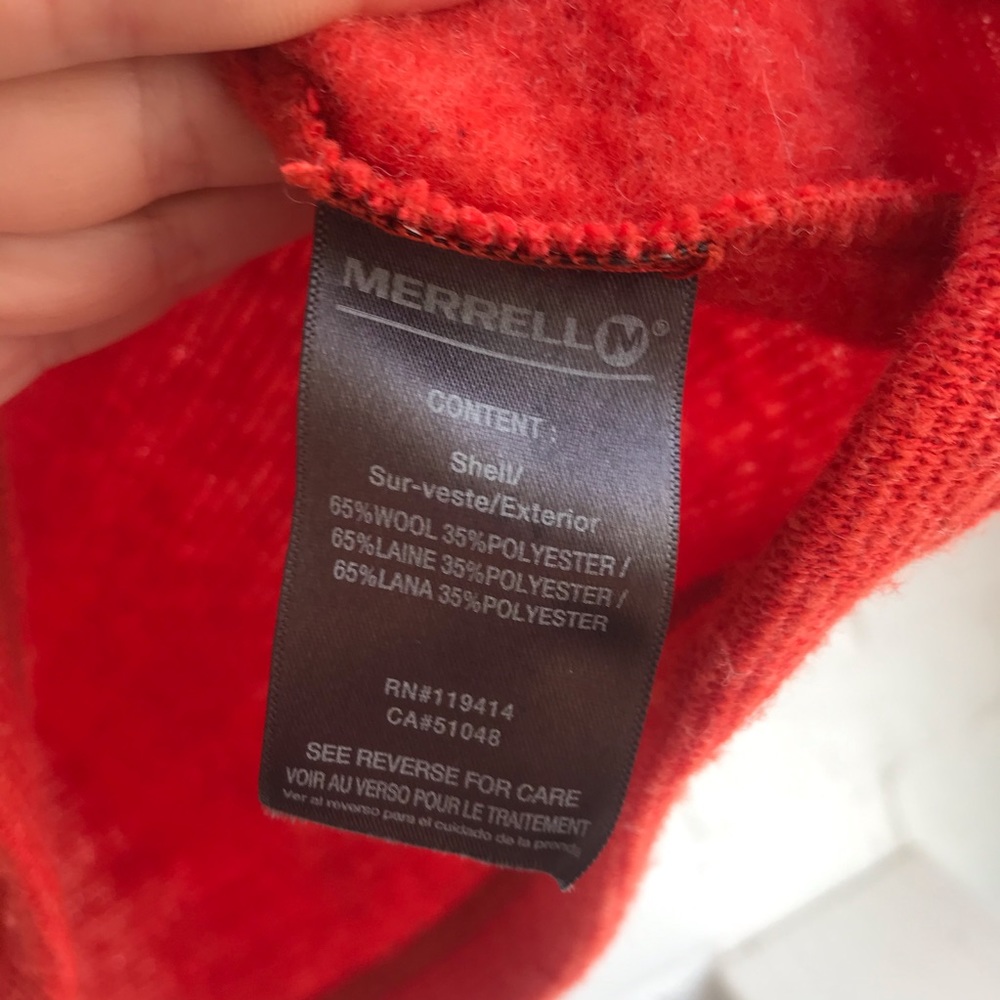 MERRELL M®
CONTENT :
Shell/
Sur-veste/Exterior
65%WOOL 35%POLYESTER /
65%LAINE 35%POLYESTER /
65%LANA 35%POLYESTER
RN#119414
CA#51048
SEE REVERSE FOR CARE
VOIR AU VERSO POUR LE TRAITEMENT
Ver al reverso para el cuidado de la prenda